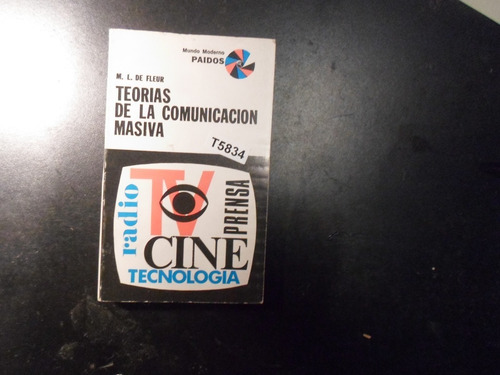 Mundo Moderno
PAIDOS
M. L. DE FLEUR
TEORIAS
DE LA COMUNICACION
MASIVA
T5834
radio
TV
PRENSA
CINE
TECNOLOGIA